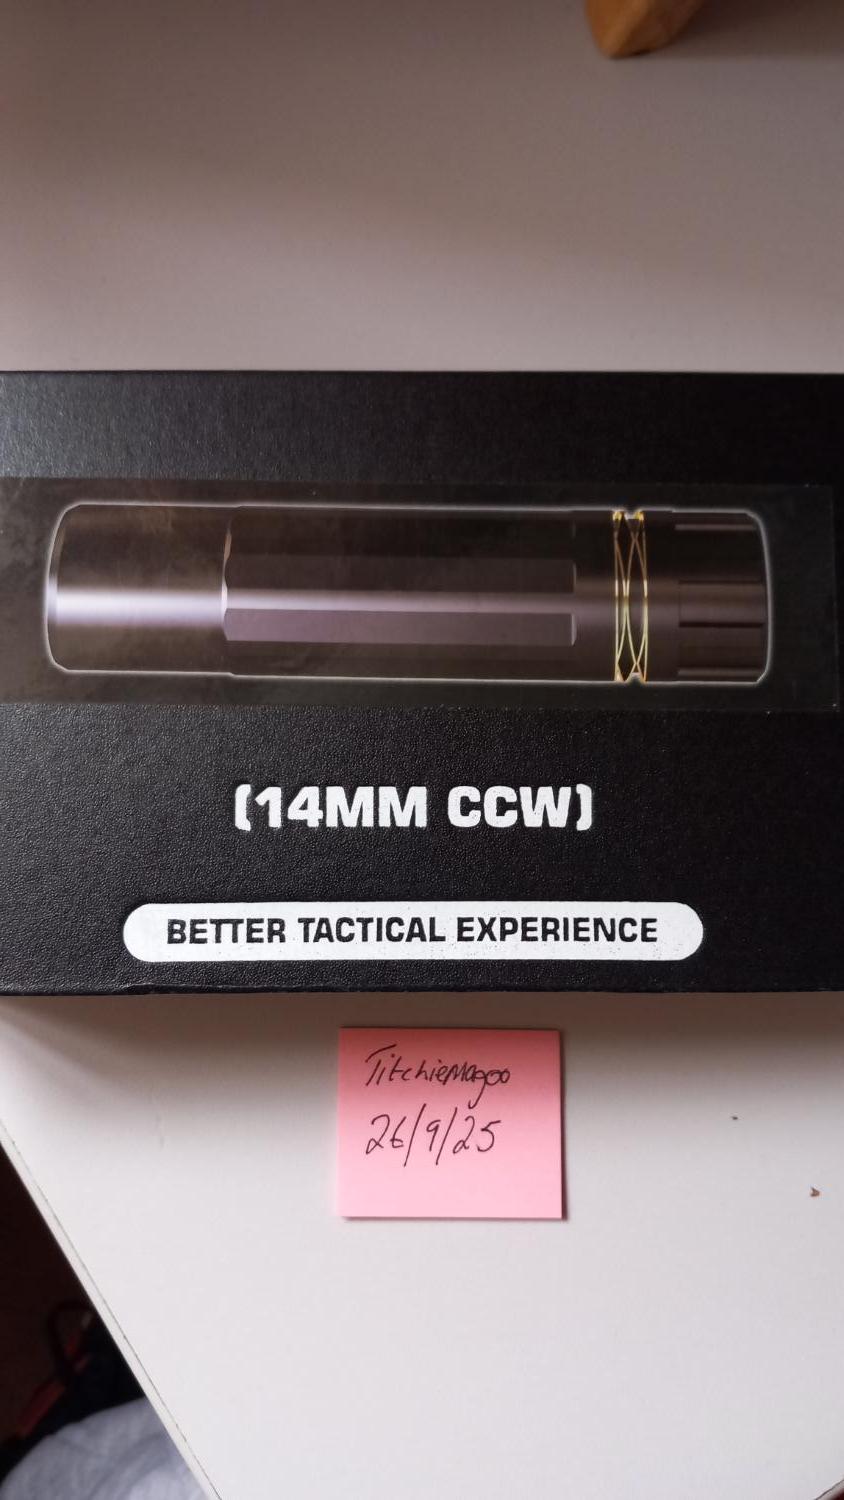 (14MM CCW)
BETTER TACTICAL EXPERIENCE
TitchieMagoo
26/9/25